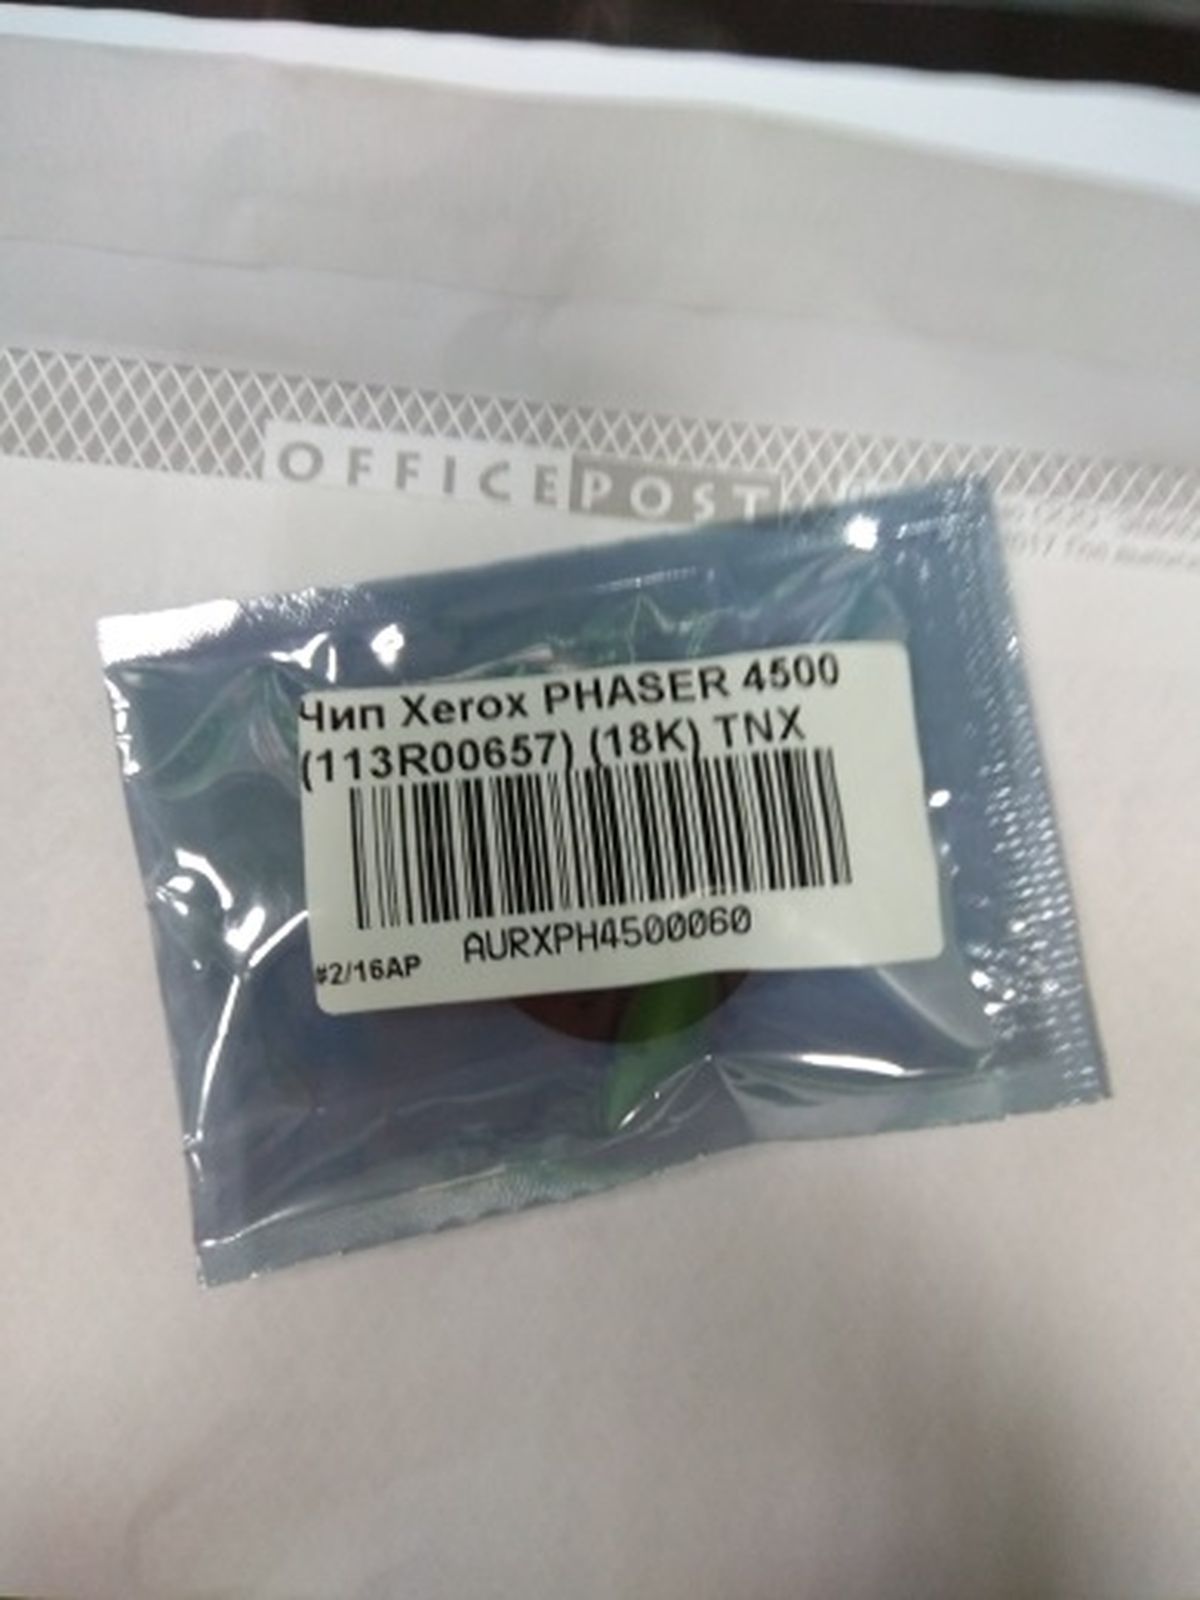 OFFICEPOST
Чип Xerox PHASER 4500
(113R00657) (18K) TNX
AURXPH4500060
#2/16AP